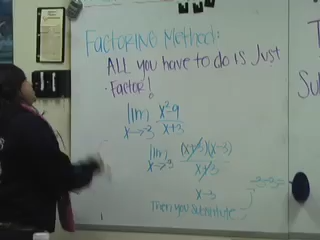 Factoring Method:
ALL you have to do is Just
Factor!
lim x²-9 / x+3
x→-3
lim (x+3)(x-3) / x+3
x→-3
x-3
Then you substitute
-3-3=